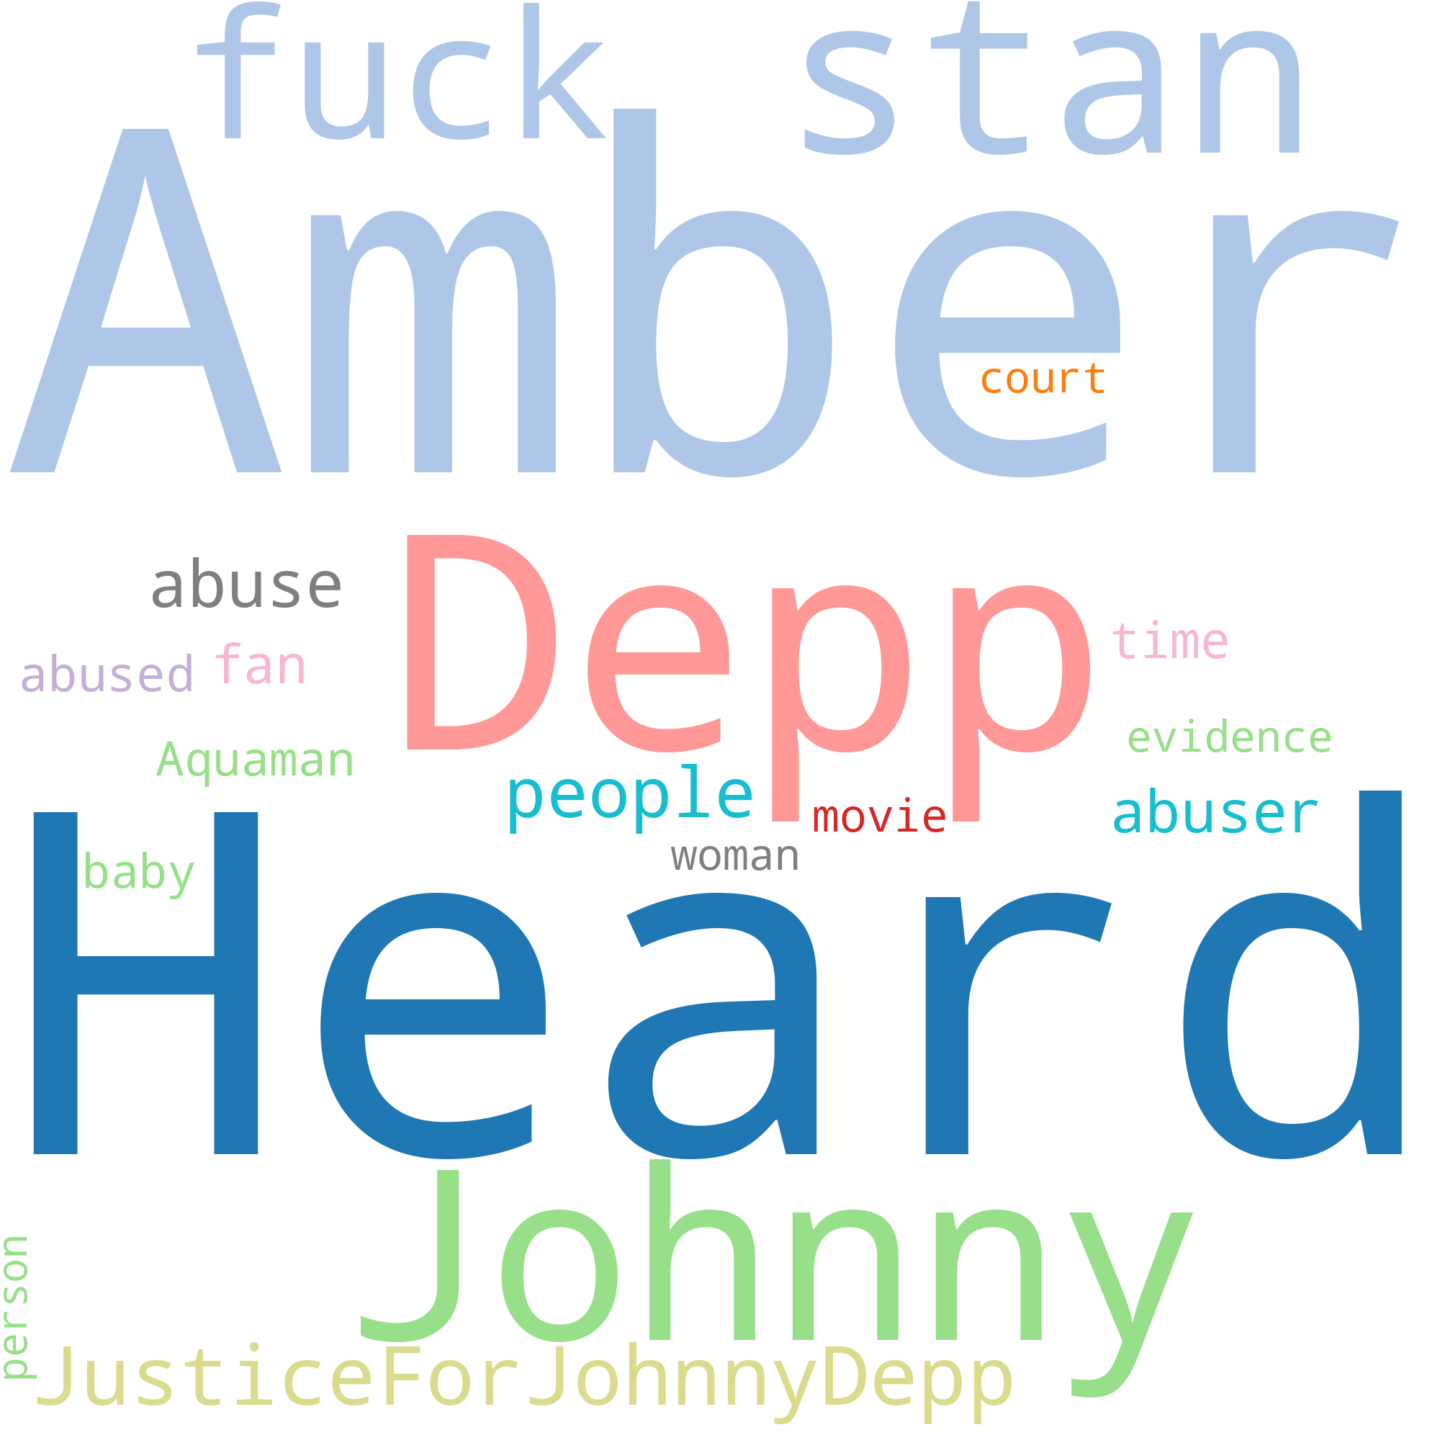 fuck stan
Amber
court
Depp
abuse
time
abused fan
evidence
Aquaman
people
movie
abuser
woman
baby
Heard
Johnny
person
JusticeForJohnnyDepp